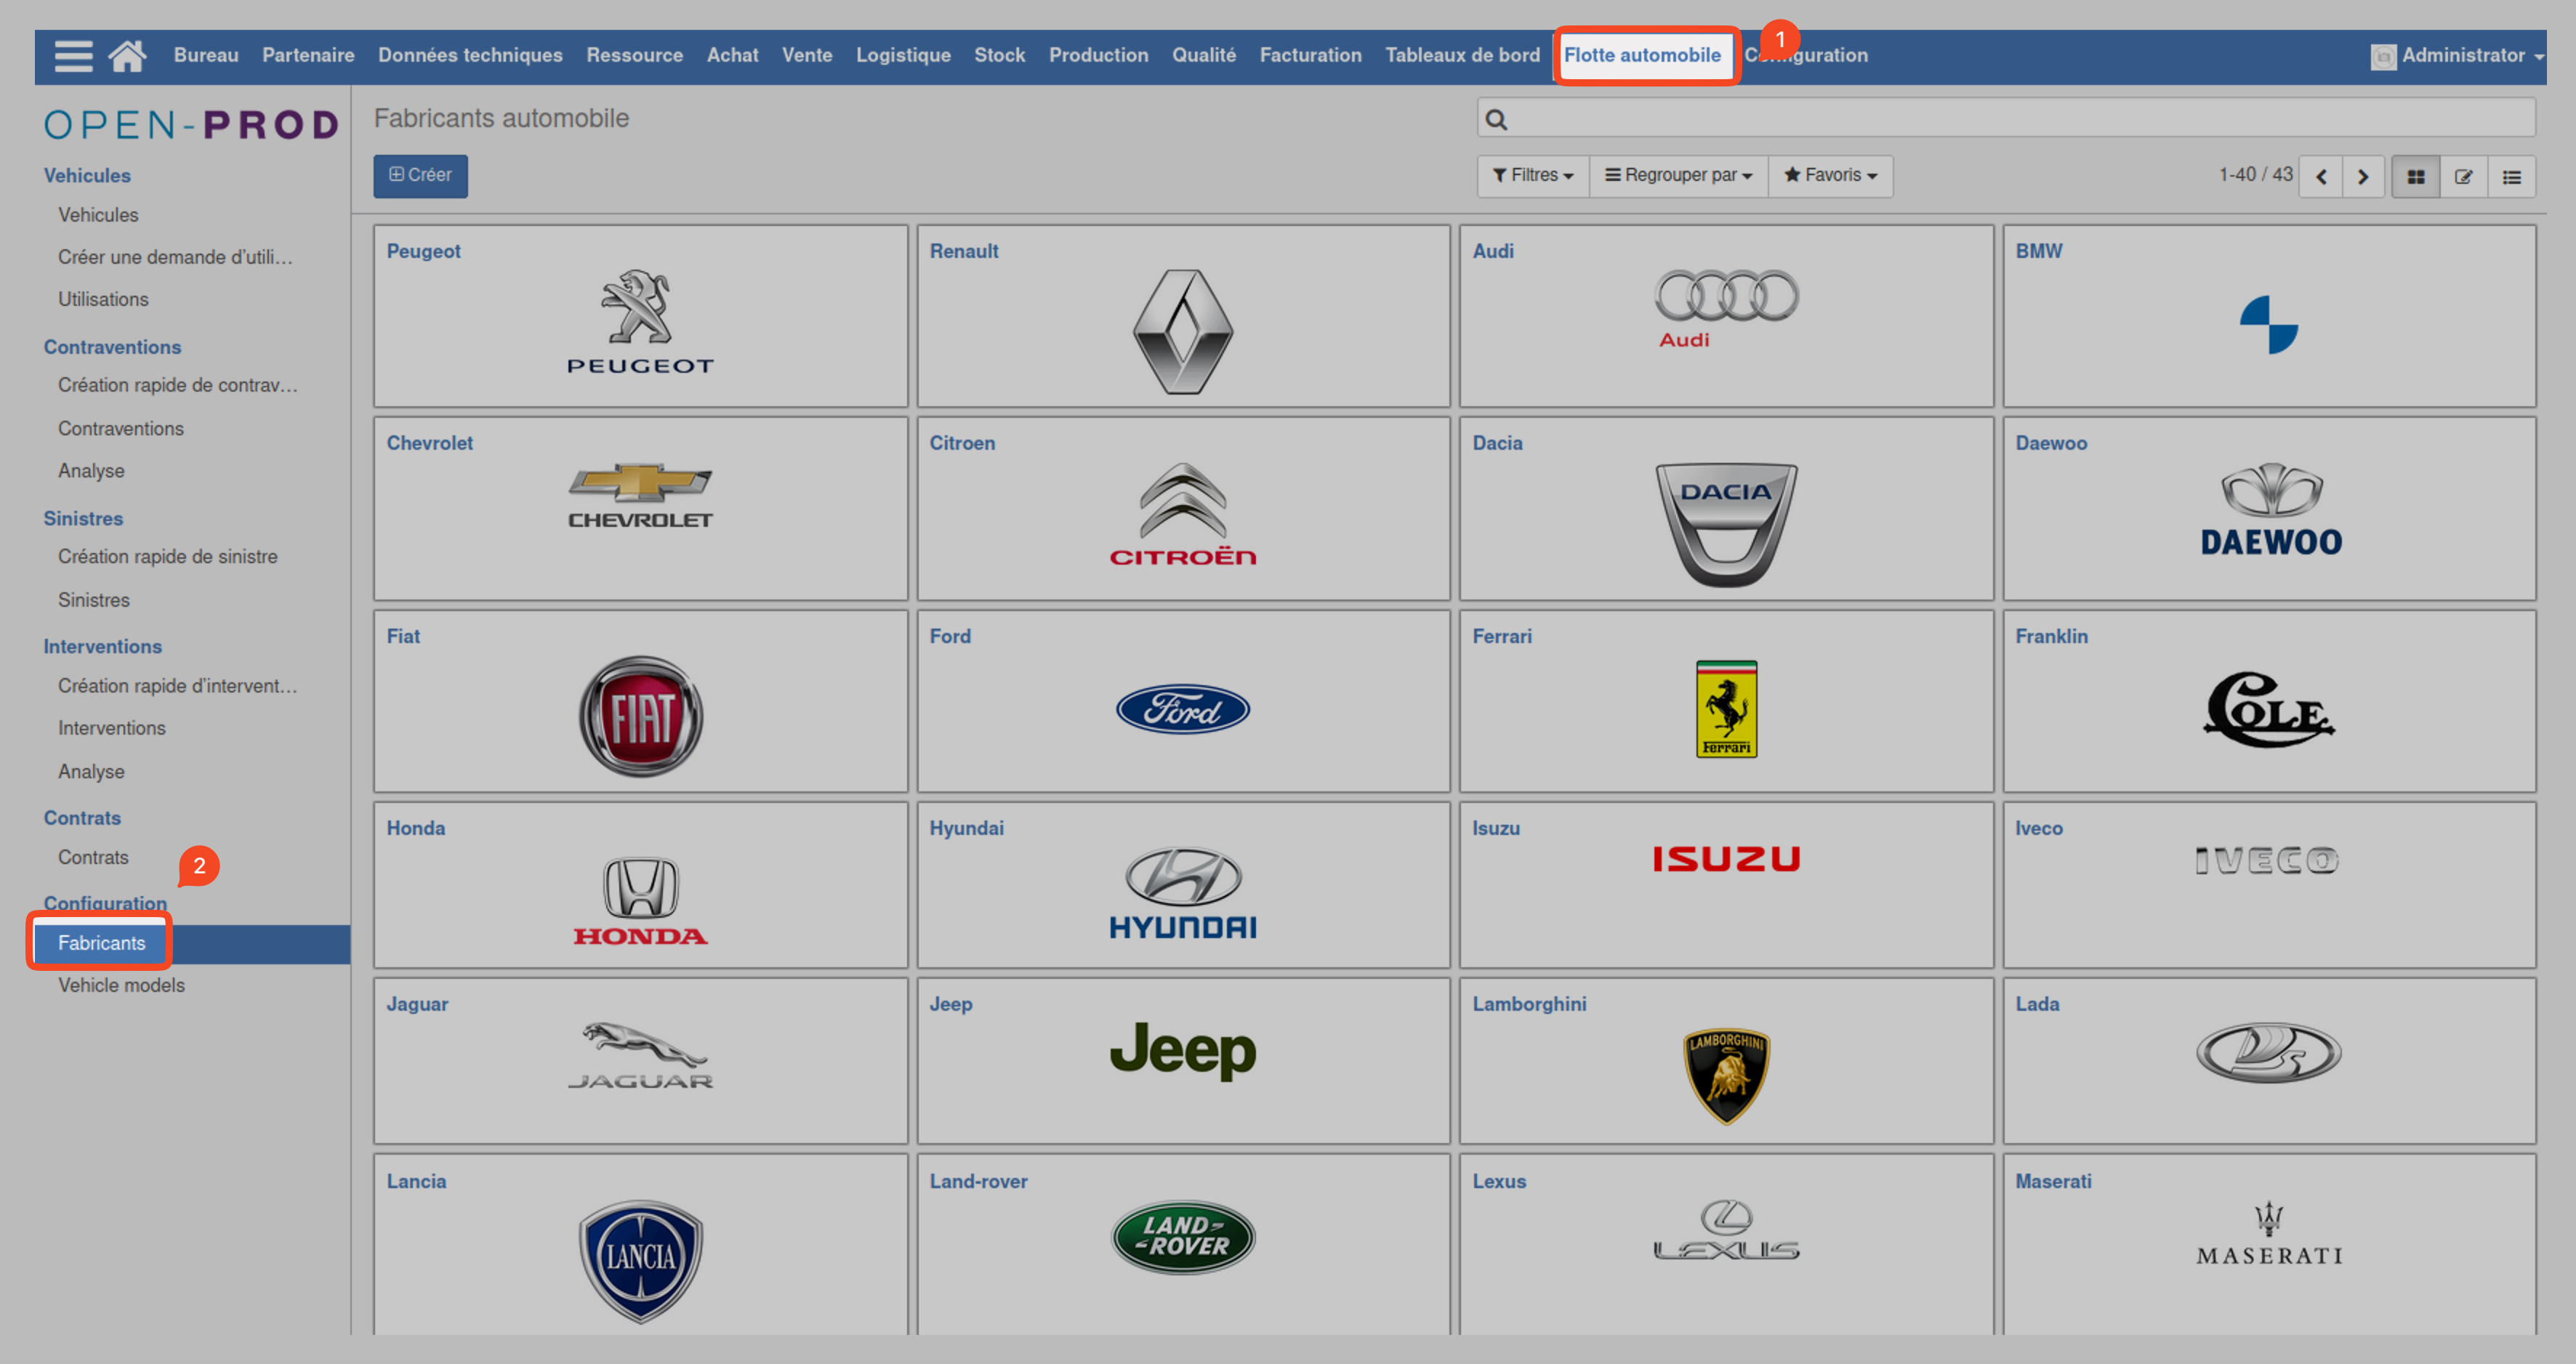 Bureau Partenaire Données techniques Ressource Achat Vente Logistique Stock Production Qualité Facturation Tableaux de bord Flotte automobile 1 Administrator
OPEN-PROD
Fabricants automobile
Créer
Filtres Regrouper par Favoris
1-40 / 43
Vehicules
Vehicules
Créer une demande d'utili...
Utilisations
Contraventions
Création rapide de contrav...
Contraventions
Analyse
Sinistres
Création rapide de sinistre
Sinistres
Interventions
Création rapide d'intervent...
Interventions
Analyse
Contrats
Contrats
2
Configuration
Fabricants
Vehicle models
Peugeot
PEUGEOT
Renault
Audi
Audi
BMW
Chevrolet
CHEVROLET
Citroen
CITROËN
Dacia
DACIA
Daewoo
DAEWOO
Fiat
FIAT
Ford
Ford
Ferrari
Ferrari
Franklin
COLE
Honda
HONDA
Hyundai
HYUNDAI
Isuzu
ISUZU
Iveco
IVECO
Jaguar
JAGUAR
Jeep
Jeep
Lamborghini
LAMBORGHINI
Lada
Lancia
LANCIA
Land-rover
LAND-
-ROVER
Lexus
LEXUS
Maserati
MASERATI